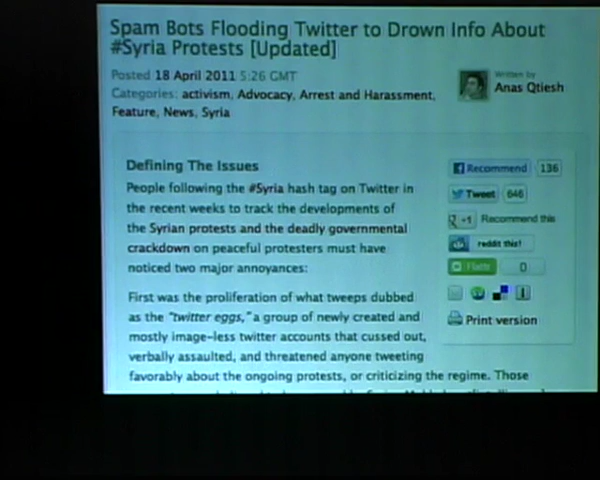 Spam Bots Flooding Twitter to Drown Info About
#Syria Protests [Updated]
Posted 18 April 2011 5:26 GMT
Categories: activism, Advocacy, Arrest and Harassment,
Feature, News, Syria
Written by
Anas Qtiesh
Defining The Issues
People following the #Syria hash tag on Twitter in
the recent weeks to track the developments of
the Syrian protests and the deadly governmental
crackdown on peaceful protesters must have
noticed two major annoyances:
First was the proliferation of what tweeps dubbed
as the "twitter eggs," a group of newly created and
mostly image-less twitter accounts that cussed out,
verbally assaulted, and threatened anyone tweeting
favorably about the ongoing protests, or criticizing the regime. Those
Recommend 136
Tweet 646
+1 Recommend this
reddit this!
Flattr 0
Print version